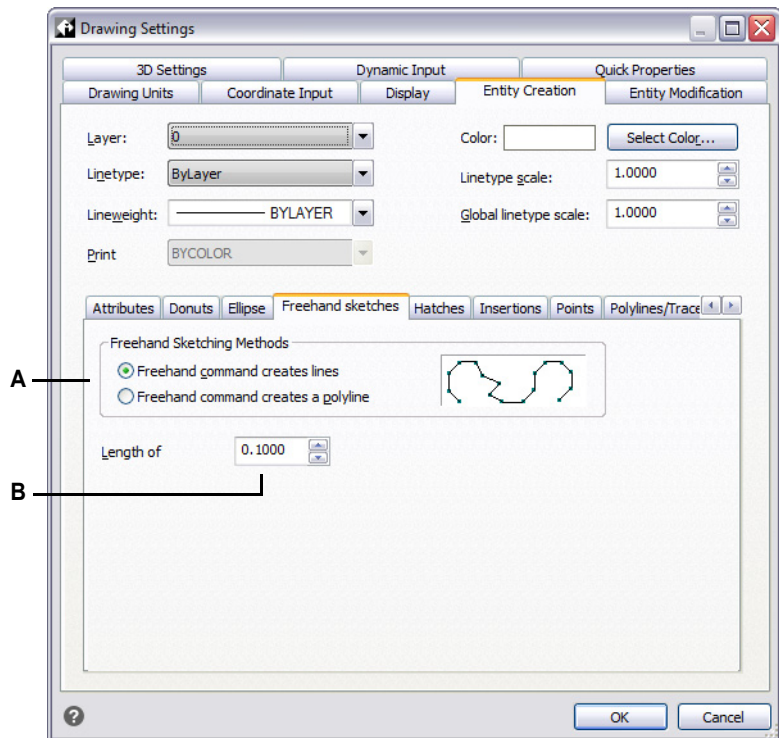 Drawing Settings
3D Settings Dynamic Input Quick Properties
Drawing Units Coordinate Input Display Entity Creation Entity Modification
Layer: 0 Color: Select Color...
Linetype: ByLayer Linetype scale: 1.0000
Lineweight: BYLAYER Global linetype scale: 1.0000
Print BYCOLOR
Attributes Donuts Ellipse Freehand sketches Hatches Insertions Points Polylines/Trace
Freehand Sketching Methods
A Freehand command creates lines
Freehand command creates a polyline
Length of 0.1000
B
? OK Cancel